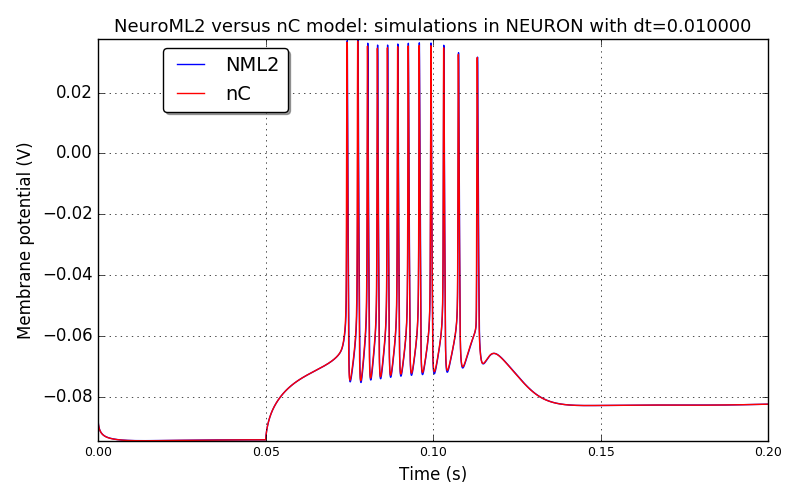 NeuroML2 versus nC model: simulations in NEURON with dt=0.010000
NML2
nC
0.02
0.00
−0.02
−0.04
−0.06
−0.08
Membrane potential (V)
0.00 0.05 0.10 0.15 0.20
Time (s)